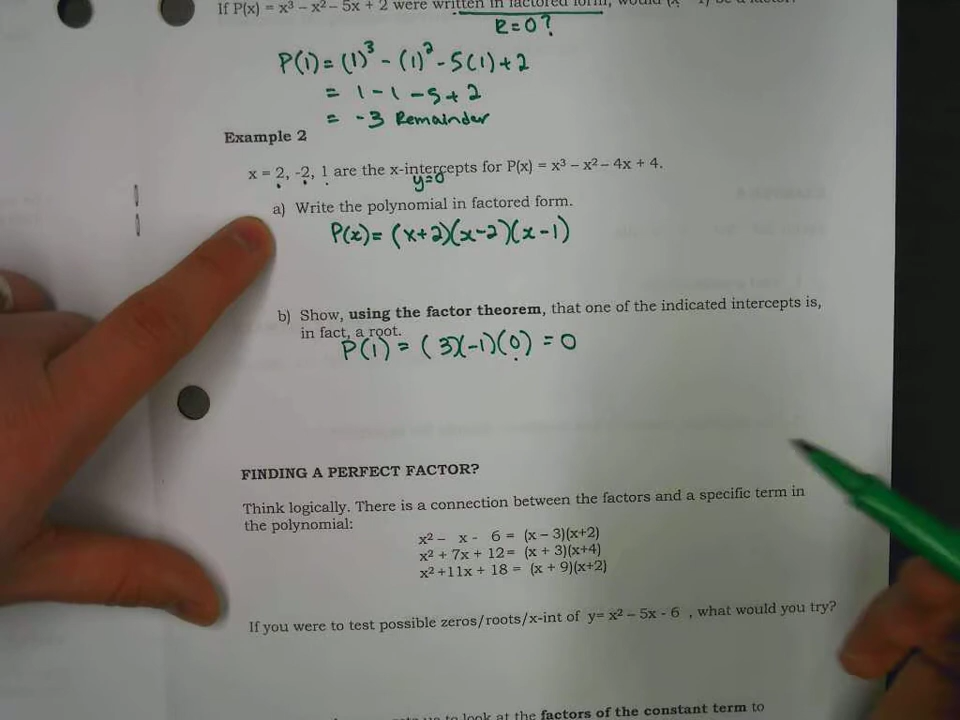 If P(x) = x³ – x² – 5x + 2 were written in factored form, would
R=0?
P(1) = (1)³ - (1)² - 5(1) + 2
= 1 - 1 - 5 + 2
= -3 Remainder
Example 2
x = 2, -2, 1 are the x-intercepts for P(x) = x³ – x² – 4x + 4.
y=0
a) Write the polynomial in factored form.
P(x) = (x+2)(x-2)(x-1)
b) Show, using the factor theorem, that one of the indicated intercepts is,
in fact, a root.
P(1) = (3)(-1)(0) = 0
FINDING A PERFECT FACTOR?
Think logically. There is a connection between the factors and a specific term in
the polynomial:
x² – x - 6 = (x – 3)(x+2)
x² + 7x + 12 = (x + 3)(x+4)
x² +11x + 18 = (x + 9)(x+2)
If you were to test possible zeros/roots/x-int of y= x² – 5x - 6 , what would you try?
to look at the factors of the constant term to